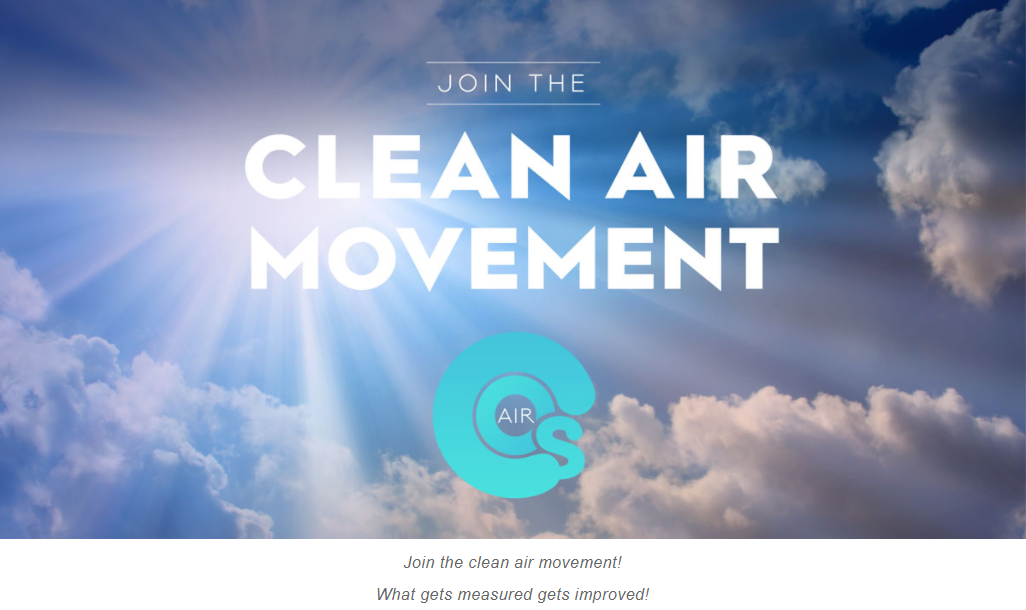 JOIN THE
CLEAN AIR
MOVEMENT
AIR
s
Join the clean air movement!
What gets measured gets improved!